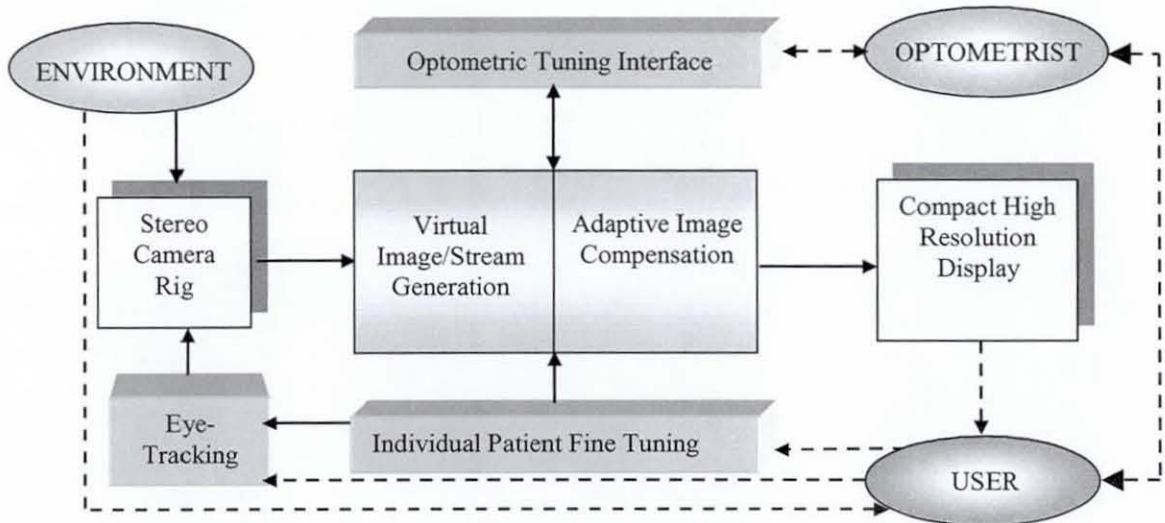 ENVIRONMENT
Optometric Tuning Interface
OPTOMETRIST
Stereo
Camera
Rig
Virtual
Image/Stream
Generation
Adaptive Image
Compensation
Compact High
Resolution
Display
Eye-
Tracking
Individual Patient Fine Tuning
USER